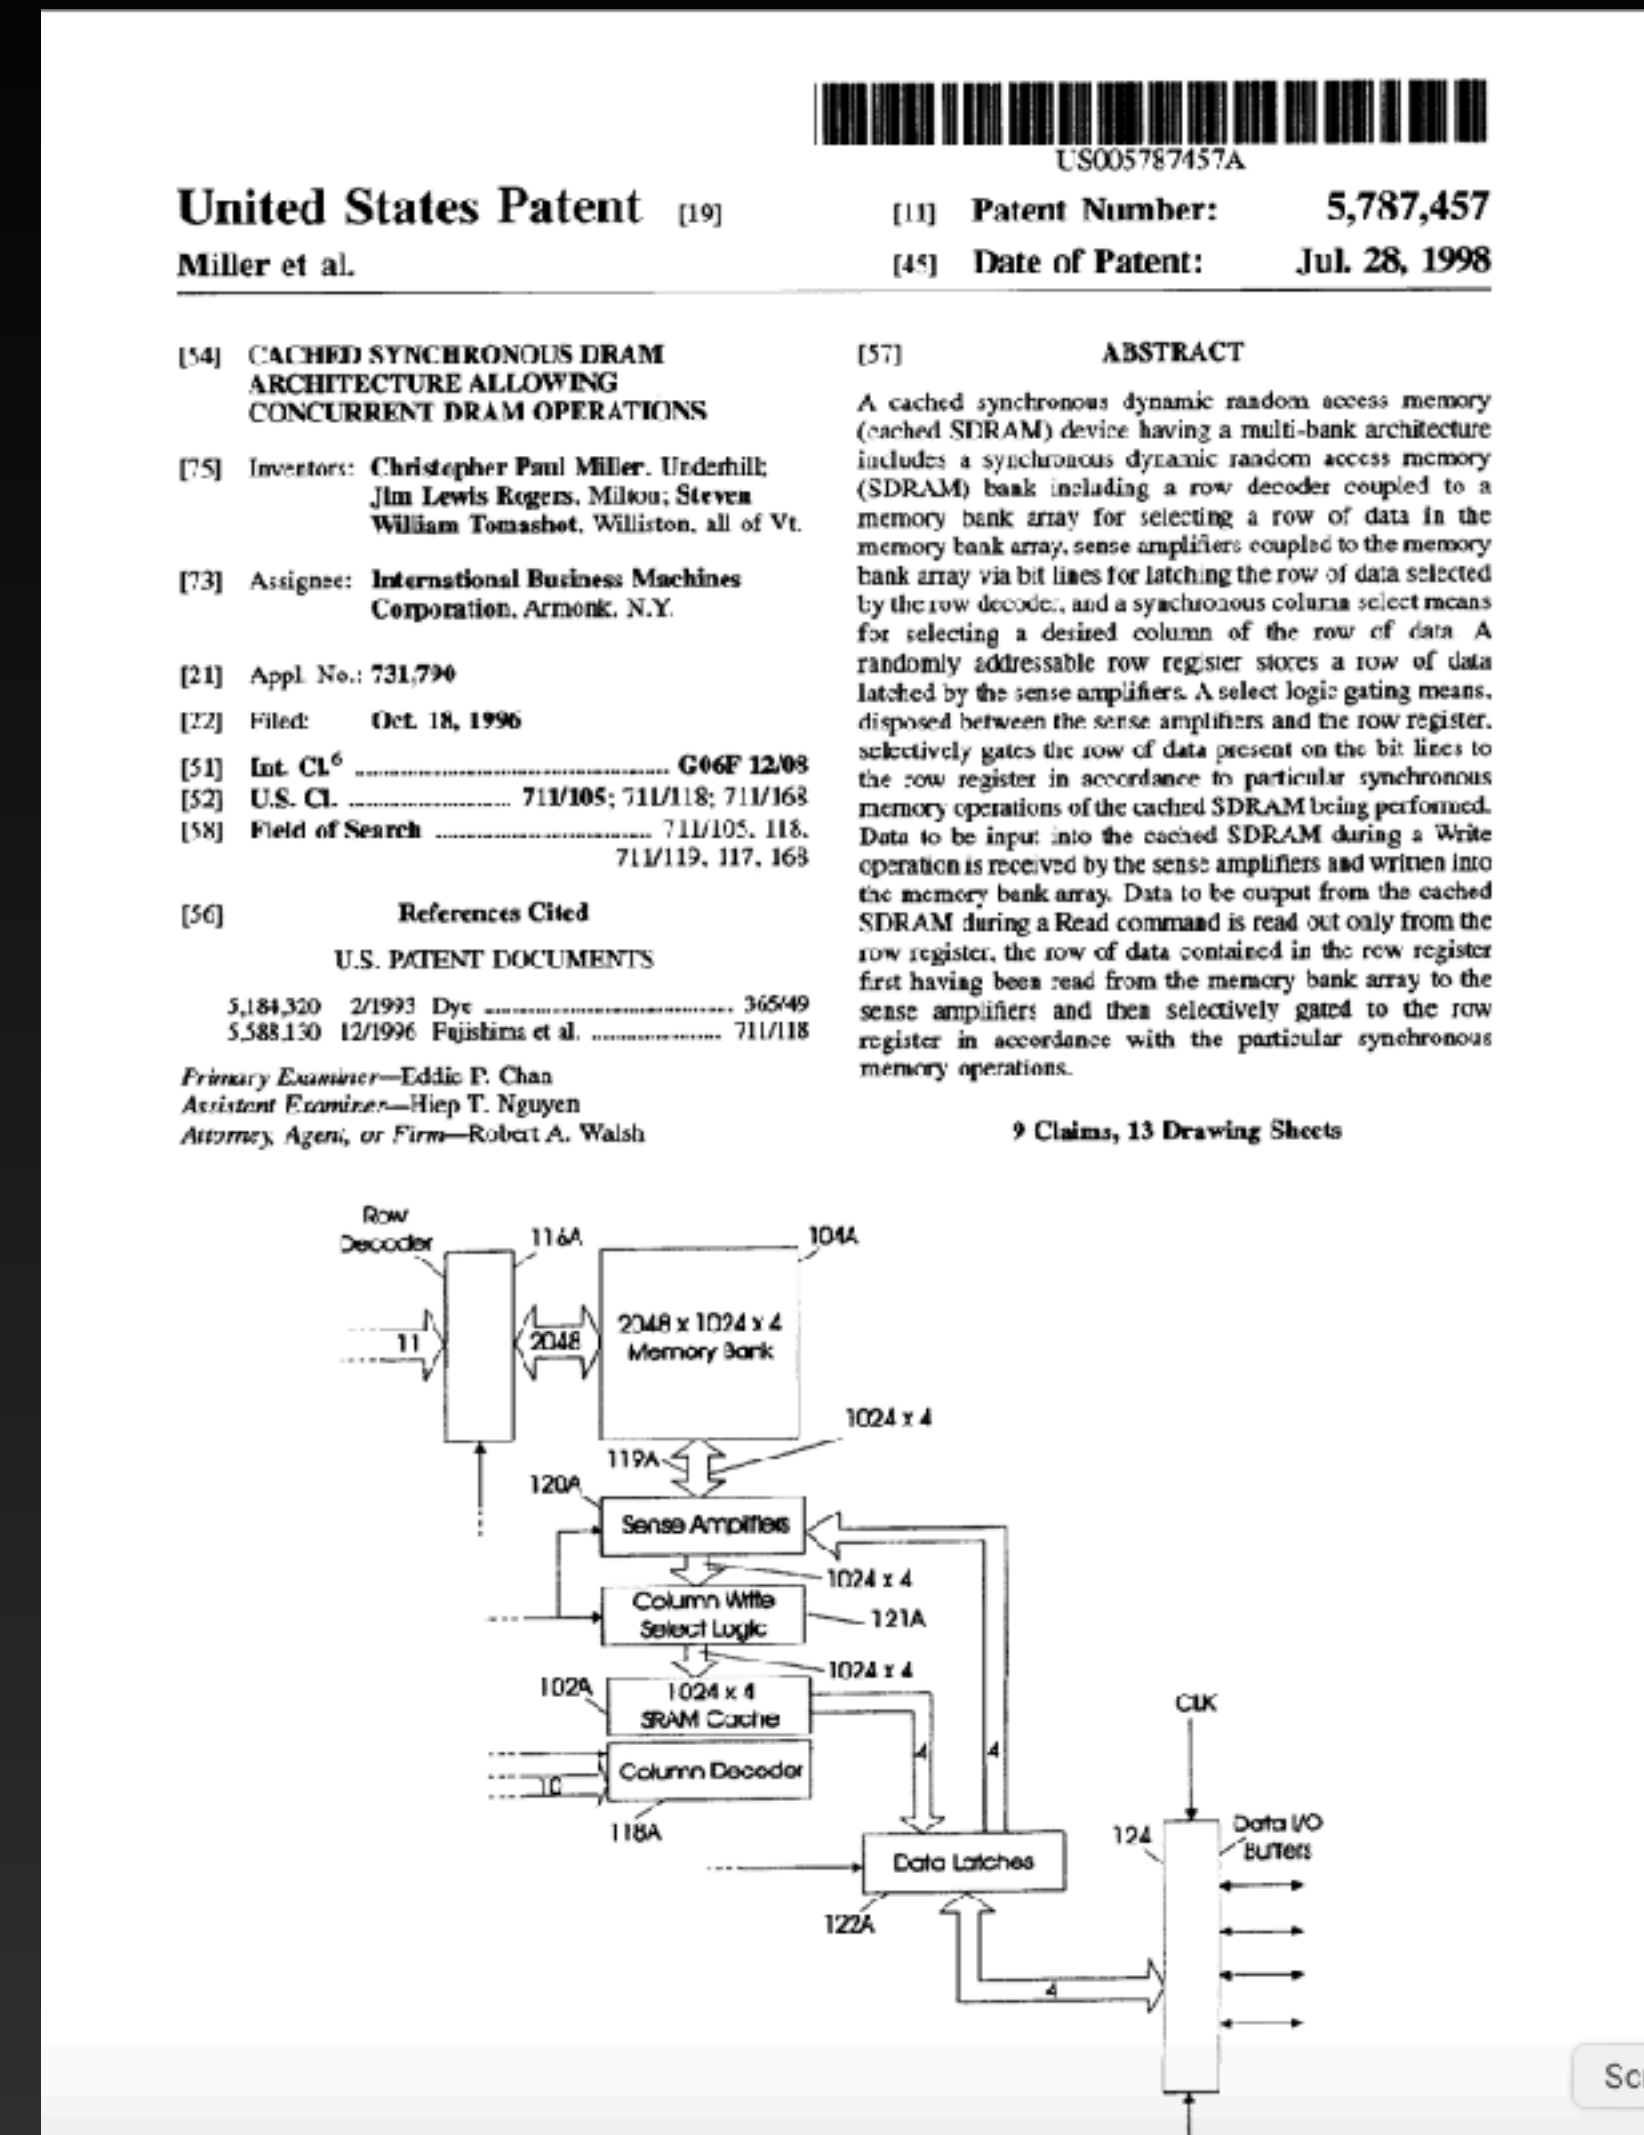 US005787457A
United States Patent [19]
Miller et al.
[11] Patent Number: 5,787,457
[45] Date of Patent: Jul. 28, 1998
[54] CACHED SYNCHRONOUS DRAM
ARCHITECTURE ALLOWING
CONCURRENT DRAM OPERATIONS
[75] Inventors: Christopher Paul Miller, Underhill;
Jim Lewis Rogers, Milton; Steven
William Tomashot, Williston, all of Vt.
[73] Assignee: International Business Machines
Corporation, Armonk, N.Y.
[21] Appl. No.: 731,790
[22] Filed: Oct. 18, 1996
[51] Int. Cl.6 ........................................ G06F 12/08
[52] U.S. Cl. ........................ 711/105; 711/118; 711/168
[58] Field of Search ................................ 711/105, 118,
711/119, 117, 168
[56] References Cited
U.S. PATENT DOCUMENTS
5,184,320 2/1993 Dye .................................... 365/49
5,588,130 12/1996 Fujishima et al. ................... 711/118
Primary Examiner—Eddie P. Chan
Assistant Examiner—Hiep T. Nguyen
Attorney, Agent, or Firm—Robert A. Walsh
[57] ABSTRACT
A cached synchronous dynamic random access memory
(cached SDRAM) device having a multi-bank architecture
includes a synchronous dynamic random access memory
(SDRAM) bank including a row decoder coupled to a
memory bank array for selecting a row of data in the
memory bank array, sense amplifiers coupled to the memory
bank array via bit lines for latching the row of data selected
by the row decoder, and a synchronous column select means
for selecting a desired column of the row of data. A
randomly addressable row register stores a row of data
latched by the sense amplifiers. A select logic gating means,
disposed between the sense amplifiers and the row register,
selectively gates the row of data present on the bit lines to
the row register in accordance to particular synchronous
memory operations of the cached SDRAM being performed.
Data to be input into the cached SDRAM during a Write
operation is received by the sense amplifiers and written into
the memory bank array. Data to be output from the cached
SDRAM during a Read command is read out only from the
row register, the row of data contained in the row register
first having been read from the memory bank array to the
sense amplifiers and then selectively gated to the row
register in accordance with the particular synchronous
memory operations.
9 Claims, 13 Drawing Sheets
Row
Decoder
116A
104A
11
2048
2048 x 1024 x 4
Memory Bank
1024 x 4
119A
120A
Sense Amplifiers
1024 x 4
Column Write
Select Logic
121A
1024 x 4
102A
1024 x 4
SRAM Cache
CLK
4
4
10
Column Decoder
118A
124
Data I/O
Buffers
Data Latches
122A
4
Scr